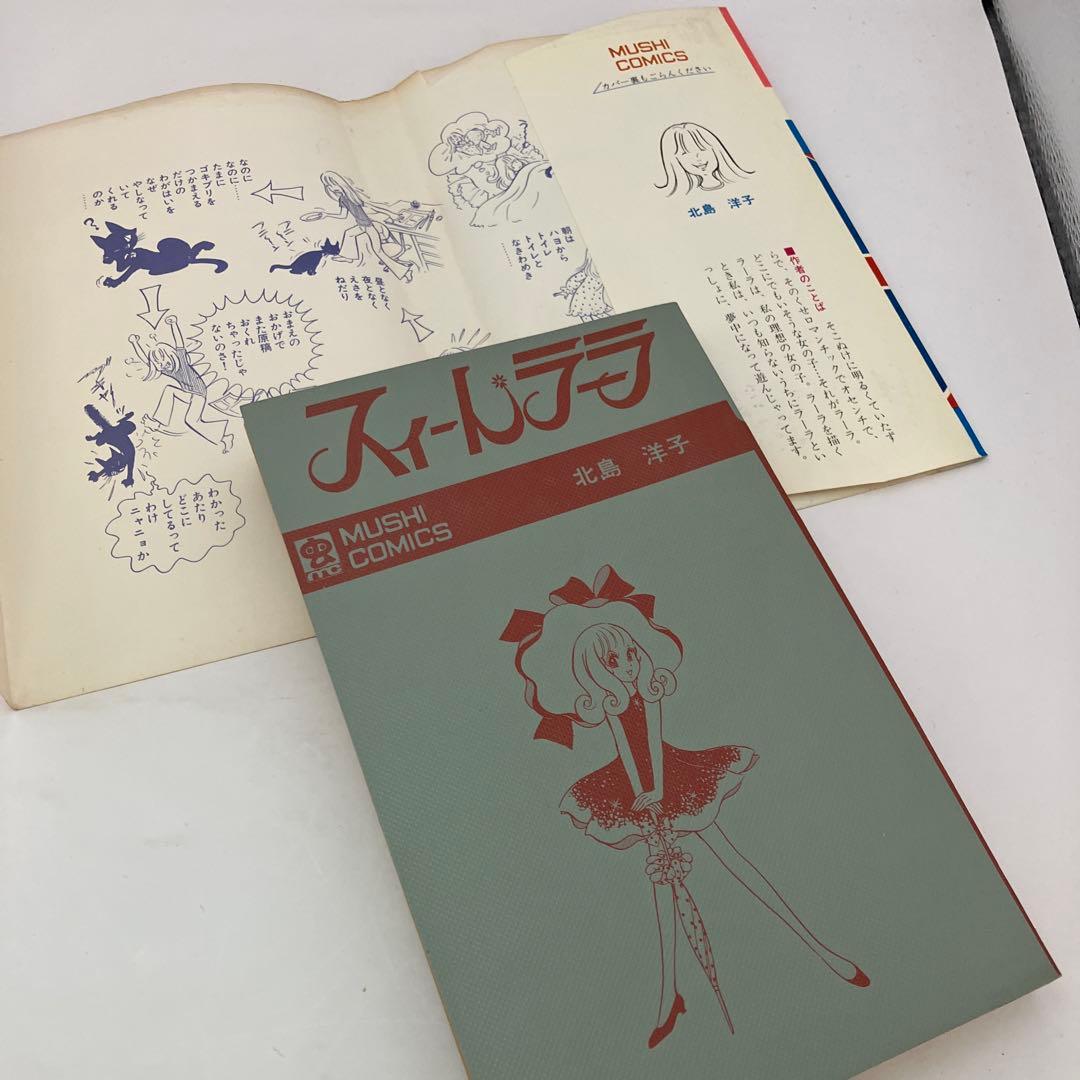 MUSHI
COMICS
カバー裏もごらんください
北島 洋子
■作者のことば
そこぬけに明るくていたず
らで、そのくせロマンチックでオセンチで、
どこにでもいそうな女の子…それがラーラ。
ラーラは、私の理想の女の子。ラーラを描く
とき私は、いつも知らないうちにラーラとい
っしょに、夢中になって遊んじゃってます。
朝は
ハヨから
トイレ
トイレと
なきわめき
昼となく
夜となく
えさを
ねだり
なのに
なのに……
たまに
ゴキブリを
つかまえる
だけの
わがはいを
なぜ
やしなって
いて
くれる
のか
……
?
おまえの
おかげで
また原稿
おくれ
ちゃったじゃ
ないのさ!
わかった
あたり
どこに
してるって
わけ
ニャニョか
スイートラーラ
北島 洋子
虫
mc
MUSHI
COMICS